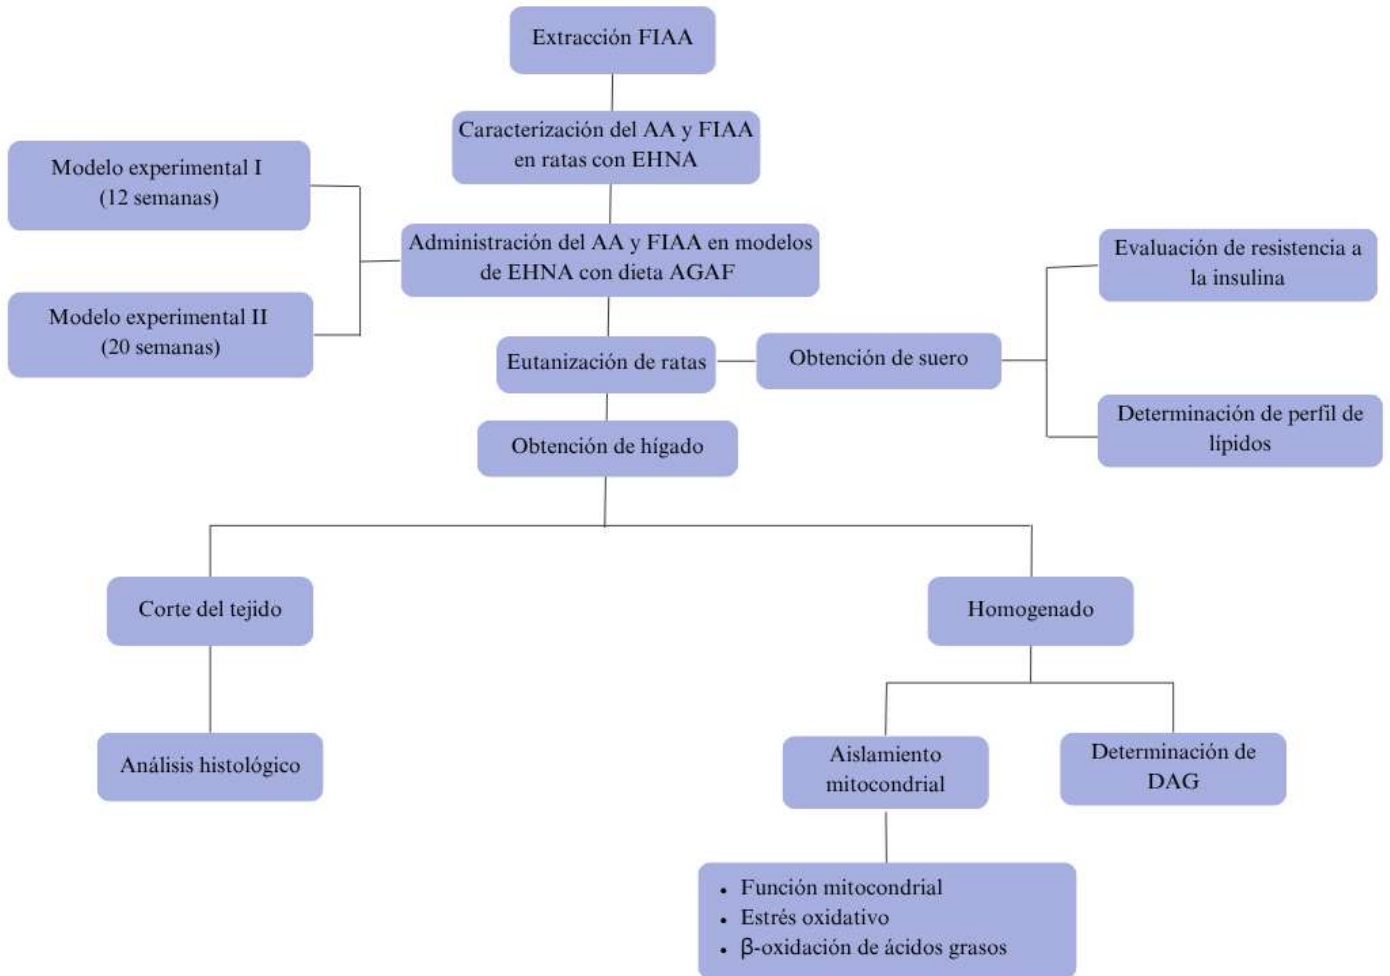 Extracción FIAA
Caracterización del AA y FIAA
en ratas con EHNA
Modelo experimental I
(12 semanas)
Administración del AA y FIAA en modelos
de EHNA con dieta AGAF
Modelo experimental II
(20 semanas)
Evaluación de resistencia a
la insulina
Eutanización de ratas
Obtención de suero
Determinación de perfil de
lípidos
Obtención de hígado
Corte del tejido
Homogenado
Análisis histológico
Aislamiento
mitocondrial
Determinación de
DAG
• Función mitocondrial
• Estrés oxidativo
• β-oxidación de ácidos grasos